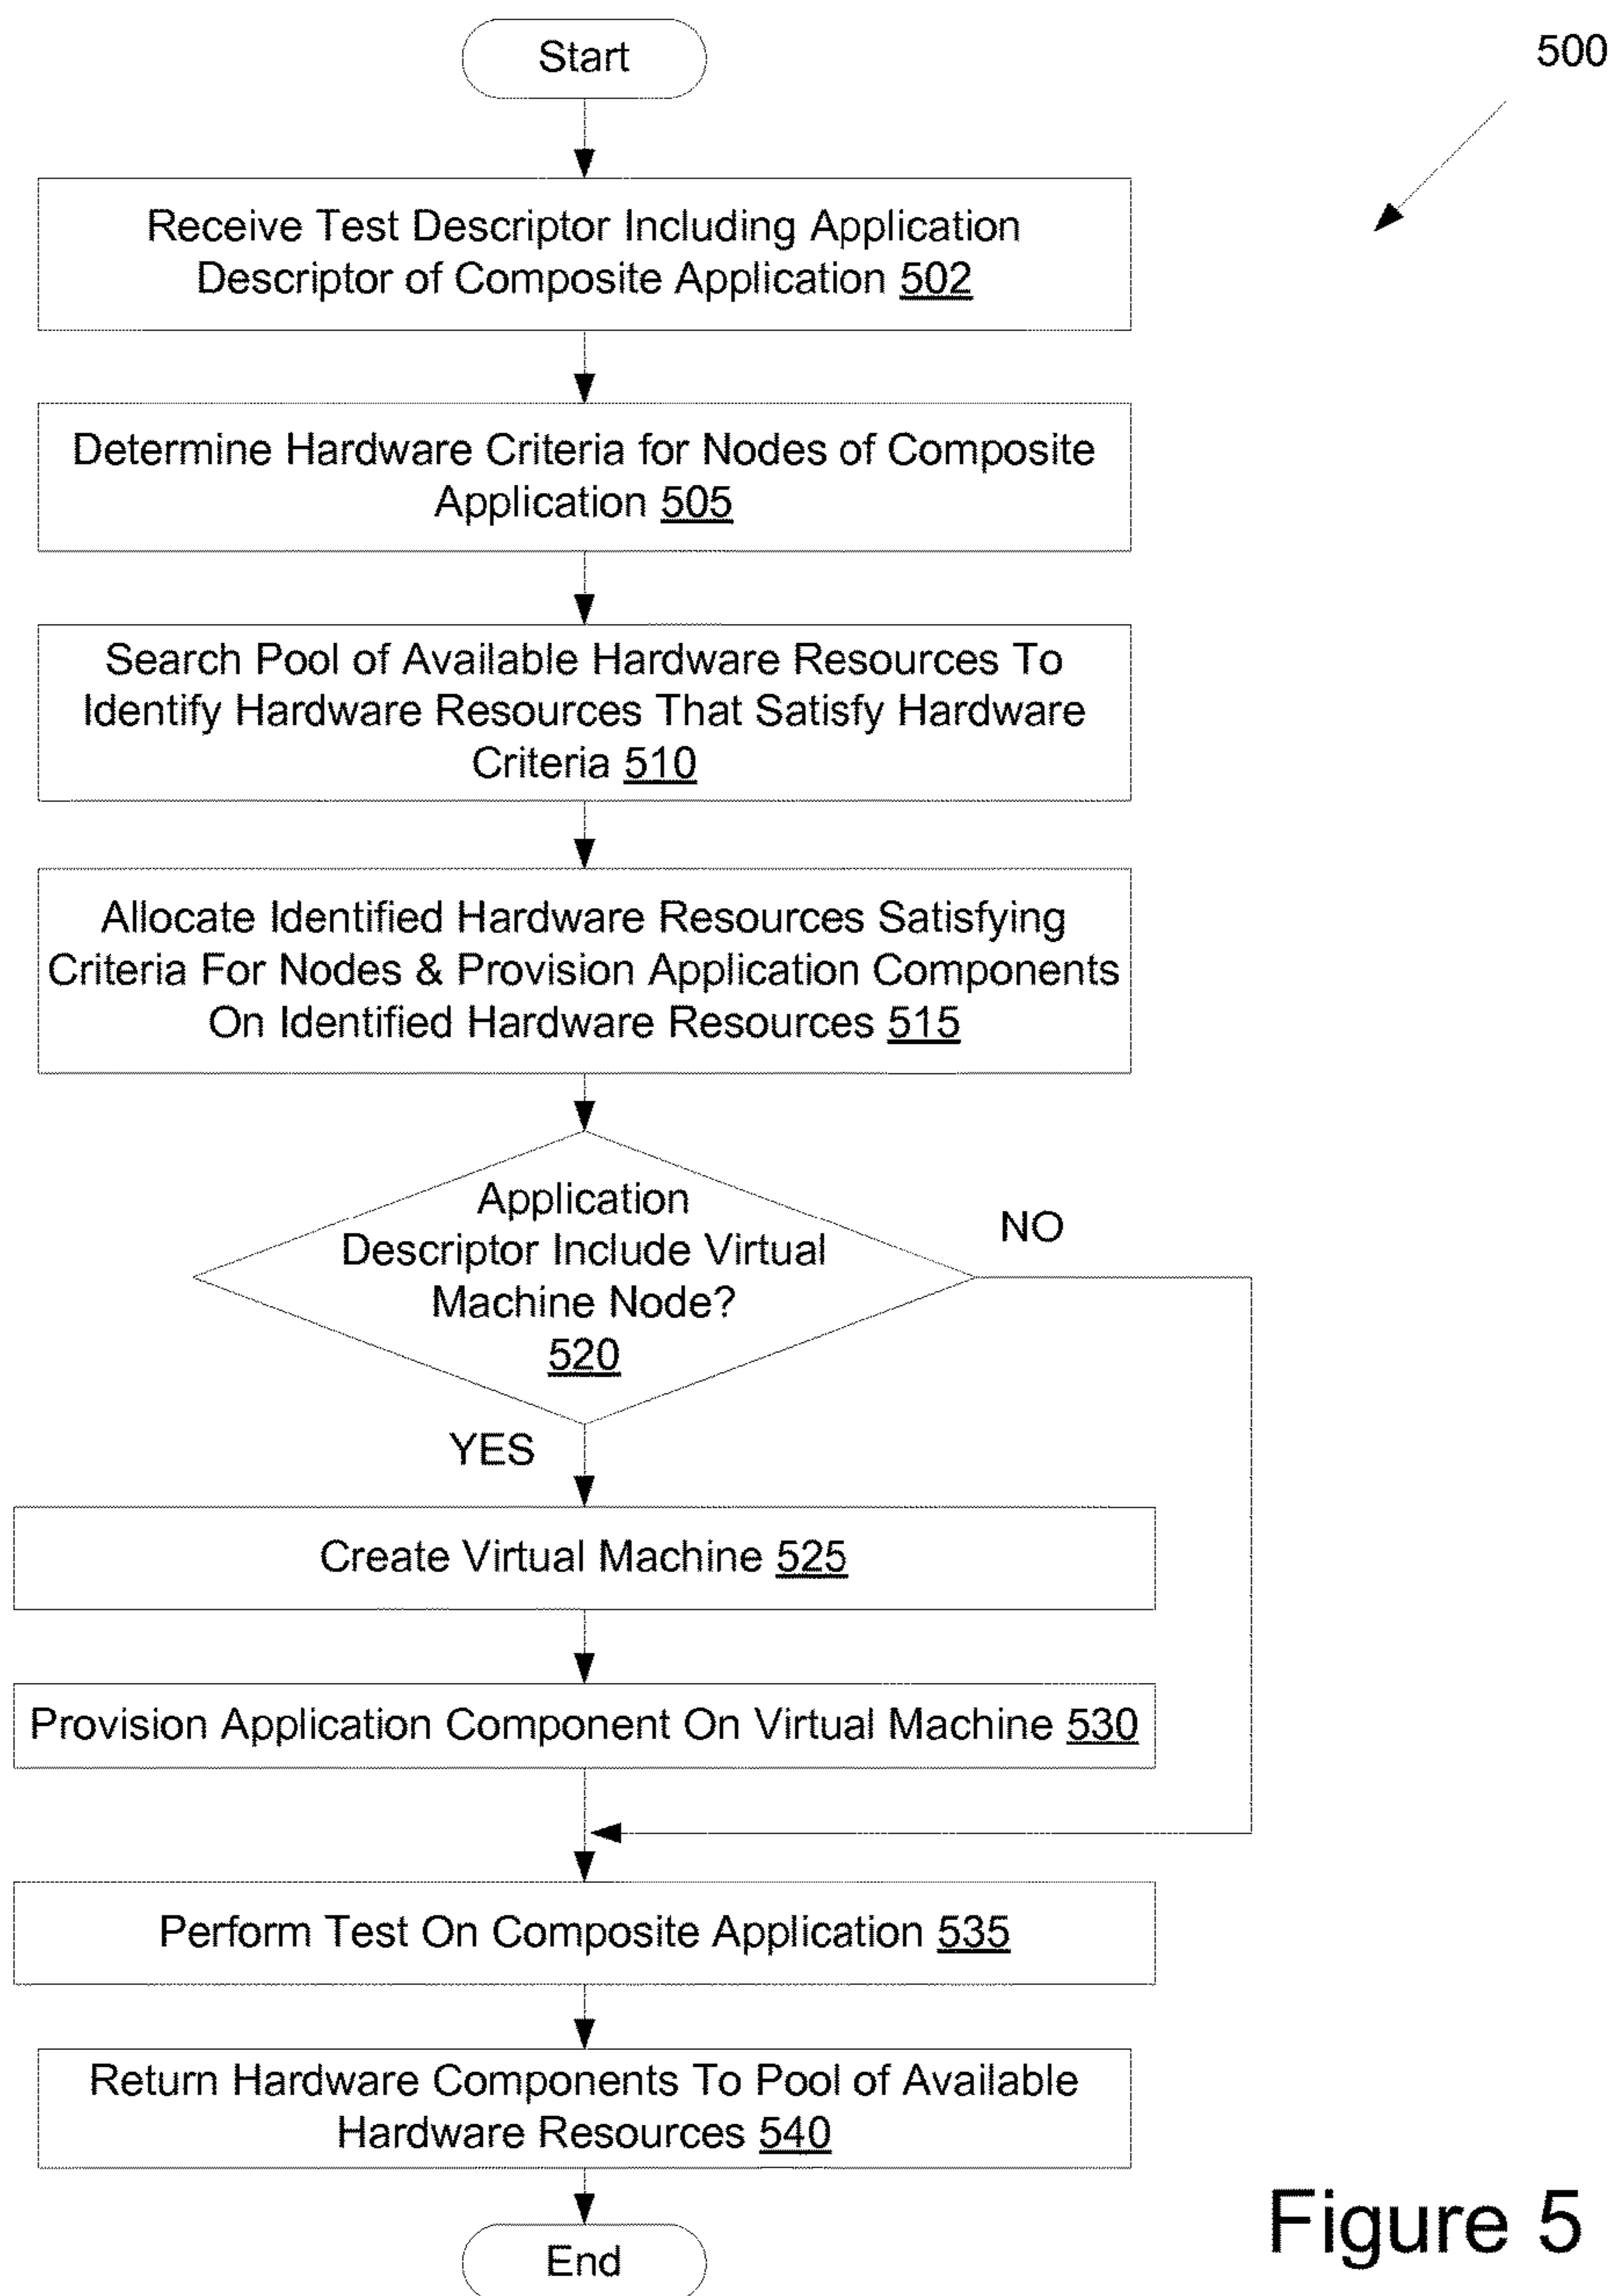 Start
500
Receive Test Descriptor Including Application
Descriptor of Composite Application 502
Determine Hardware Criteria for Nodes of Composite
Application 505
Search Pool of Available Hardware Resources To
Identify Hardware Resources That Satisfy Hardware
Criteria 510
Allocate Identified Hardware Resources Satisfying
Criteria For Nodes & Provision Application Components
On Identified Hardware Resources 515
Application
Descriptor Include Virtual
Machine Node?
520
NO
YES
Create Virtual Machine 525
Provision Application Component On Virtual Machine 530
Perform Test On Composite Application 535
Return Hardware Components To Pool of Available
Hardware Resources 540
End
Figure 5